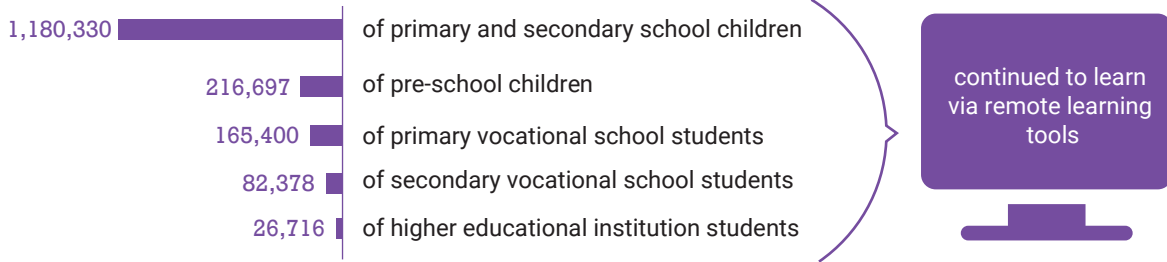 1,180,330 of primary and secondary school children
216,697 of pre-school children
165,400 of primary vocational school students
82,378 of secondary vocational school students
26,716 of higher educational institution students
continued to learn
via remote learning
tools